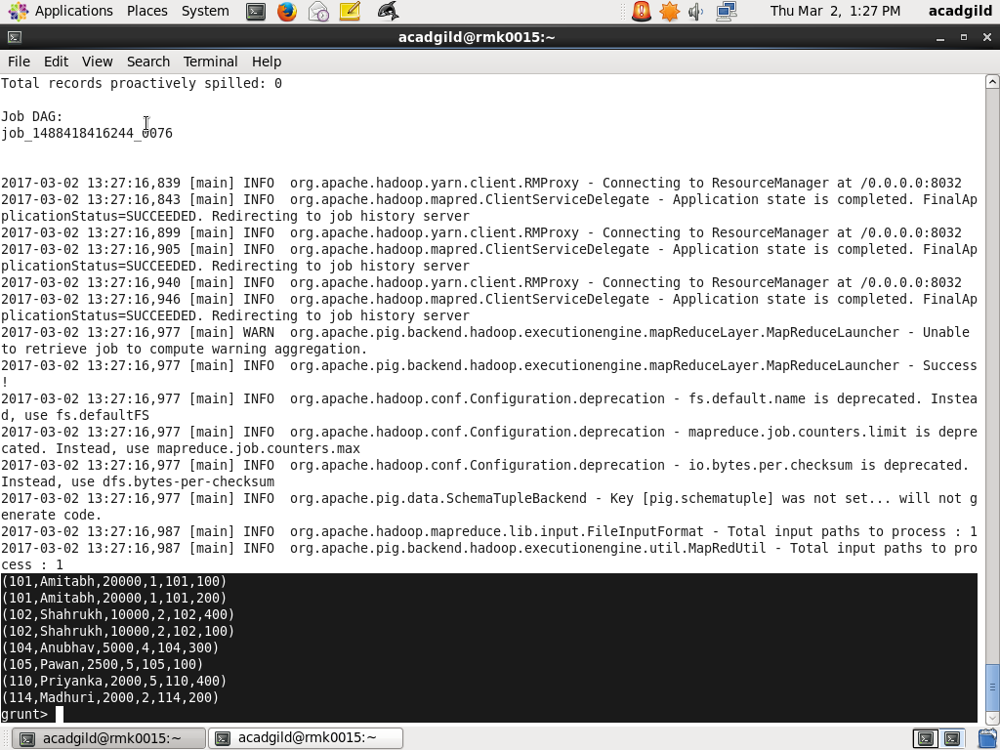 Applications Places System Thu Mar 2, 1:27 PM acadgild
acadgild@rmk0015:~
File Edit View Search Terminal Help
Total records proactively spilled: 0
Job DAG:
job_1488418416244_0076
2017-03-02 13:27:16,839 [main] INFO  org.apache.hadoop.yarn.client.RMProxy - Connecting to ResourceManager at /0.0.0.0:8032
2017-03-02 13:27:16,843 [main] INFO  org.apache.hadoop.mapred.ClientServiceDelegate - Application state is completed. FinalAp
plicationStatus=SUCCEEDED. Redirecting to job history server
2017-03-02 13:27:16,899 [main] INFO  org.apache.hadoop.yarn.client.RMProxy - Connecting to ResourceManager at /0.0.0.0:8032
2017-03-02 13:27:16,905 [main] INFO  org.apache.hadoop.mapred.ClientServiceDelegate - Application state is completed. FinalAp
plicationStatus=SUCCEEDED. Redirecting to job history server
2017-03-02 13:27:16,940 [main] INFO  org.apache.hadoop.yarn.client.RMProxy - Connecting to ResourceManager at /0.0.0.0:8032
2017-03-02 13:27:16,946 [main] INFO  org.apache.hadoop.mapred.ClientServiceDelegate - Application state is completed. FinalAp
plicationStatus=SUCCEEDED. Redirecting to job history server
2017-03-02 13:27:16,977 [main] WARN  org.apache.pig.backend.hadoop.executionengine.mapReduceLayer.MapReduceLauncher - Unable
to retrieve job to compute warning aggregation.
2017-03-02 13:27:16,977 [main] INFO  org.apache.pig.backend.hadoop.executionengine.mapReduceLayer.MapReduceLauncher - Success
!
2017-03-02 13:27:16,977 [main] INFO  org.apache.hadoop.conf.Configuration.deprecation - fs.default.name is deprecated. Instea
d, use fs.defaultFS
2017-03-02 13:27:16,977 [main] INFO  org.apache.hadoop.conf.Configuration.deprecation - mapreduce.job.counters.limit is depre
cated. Instead, use mapreduce.job.counters.max
2017-03-02 13:27:16,977 [main] INFO  org.apache.hadoop.conf.Configuration.deprecation - io.bytes.per.checksum is deprecated.
Instead, use dfs.bytes-per-checksum
2017-03-02 13:27:16,977 [main] INFO  org.apache.pig.data.SchemaTupleBackend - Key [pig.schematuple] was not set... will not g
enerate code.
2017-03-02 13:27:16,987 [main] INFO  org.apache.hadoop.mapreduce.lib.input.FileInputFormat - Total input paths to process : 1
2017-03-02 13:27:16,987 [main] INFO  org.apache.pig.backend.hadoop.executionengine.util.MapRedUtil - Total input paths to pro
cess : 1
(101,Amitabh,20000,1,101,100)
(101,Amitabh,20000,1,101,200)
(102,Shahrukh,10000,2,102,400)
(102,Shahrukh,10000,2,102,100)
(104,Anubhav,5000,4,104,300)
(105,Pawan,2500,5,105,100)
(110,Priyanka,2000,5,110,400)
(114,Madhuri,2000,2,114,200)
grunt>
acadgild@rmk0015:~ acadgild@rmk0015:~